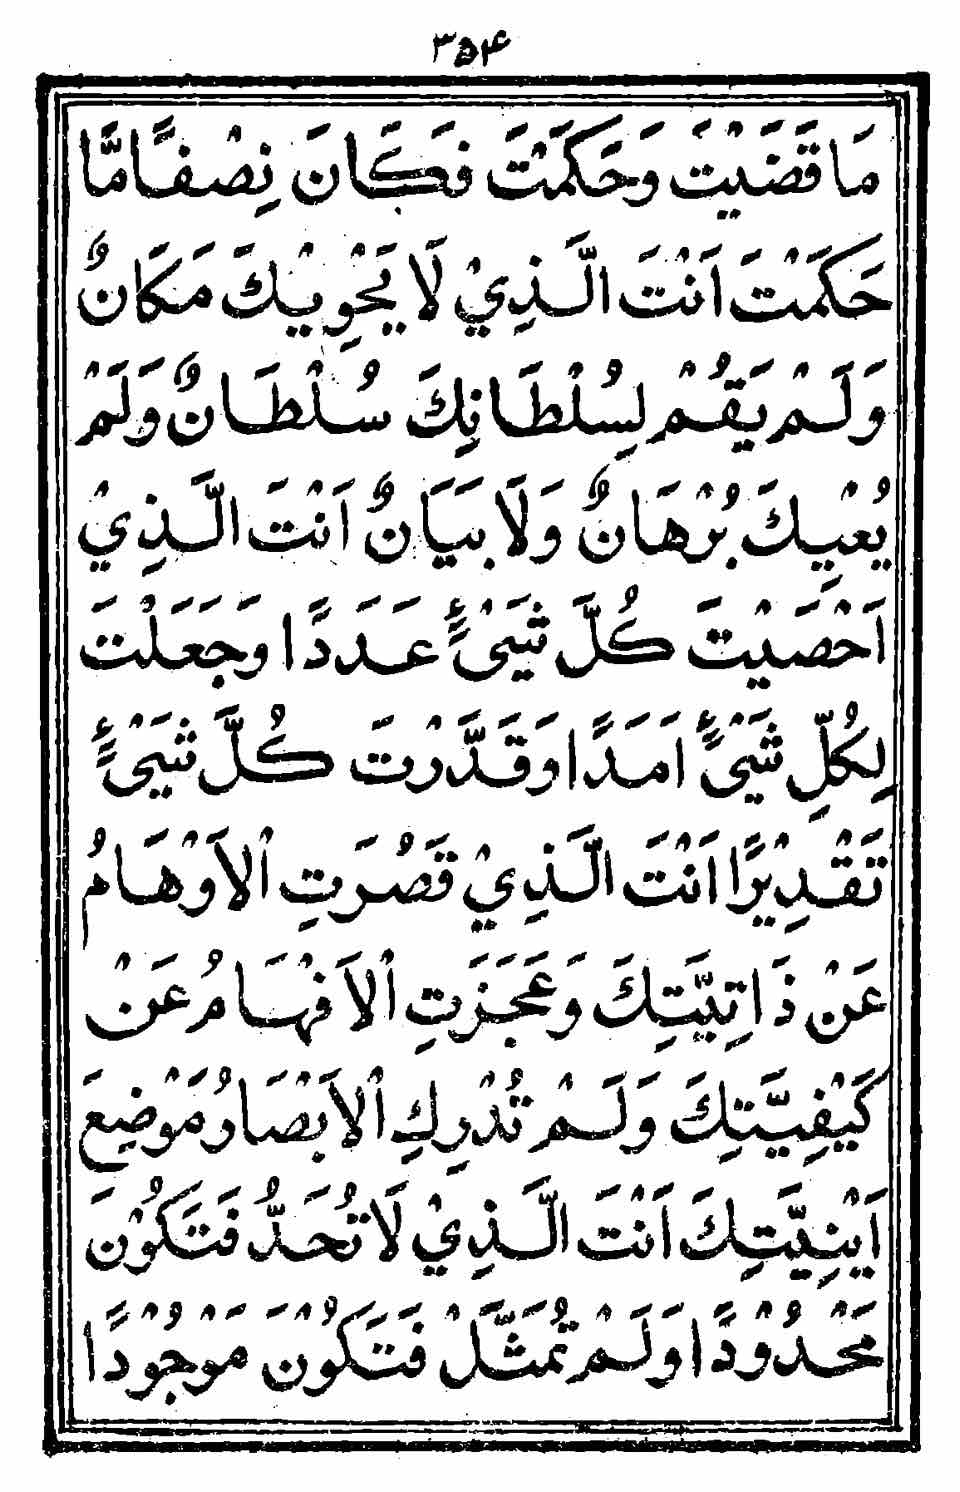 ۳۵۴
مَا قَضَيْتَ وَحَكَمْتَ فَكَانَ نِصْفًا مَّا
حَكَمْتَ اَنْتَ الَّذِيْ لَا يَحْوِيْكَ مَكَانٌ
وَلَمْ يَقُمْ لِسُلْطَانِكَ سُلْطَانٌ وَلَمْ
يُعْيِكَ بُرْهَانٌ وَلَا بَيَانٌ اَنْتَ الَّذِيْ
اَحْصَيْتَ كُلَّ شَيْءٍ عَدَدًا وَجَعَلْتَ
لِكُلِّ شَيْءٍ اَمَدًا وَقَدَّرْتَ كُلَّ شَيْءٍ
تَقْدِيْرًا اَنْتَ الَّذِيْ قَصُرَتِ الْاَوْهَامُ
عَنْ ذَاتِيَّتِكَ وَعَجَزَتِ الْاَفْهَامُ عَنْ
كَيْفِيَّتِكَ وَلَمْ تُدْرِكِ الْاَبْصَارُ مَوْضِعَ
اَيْنِيَّتِكَ اَنْتَ الَّذِيْ لَا تُحَدُّ فَتَكُوْنَ
مَحْدُوْدًا وَلَمْ تُمَثَّلْ فَتَكُوْنَ مَوْجُوْدًا